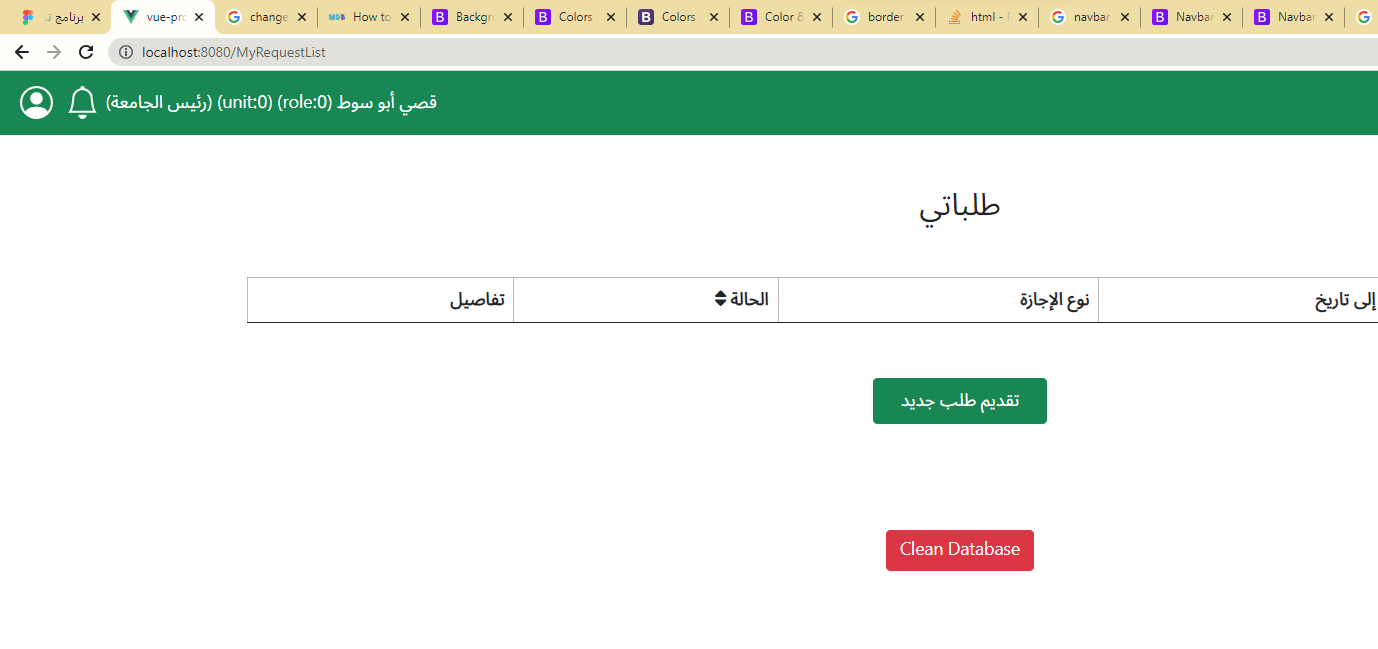 برنامج تـ
vue-pro
change
How to
Backgro
Colors
Colors
Color &
border
html -
navbar
Navbar
Navbar
localhost:8080/MyRequestList
قصي أبو سوط (role:0) (unit:0) (رئيس الجامعة)
طلباتي
إلى تاريخ
نوع الإجازة
الحالة
تفاصيل
تقديم طلب جديد
Clean Database